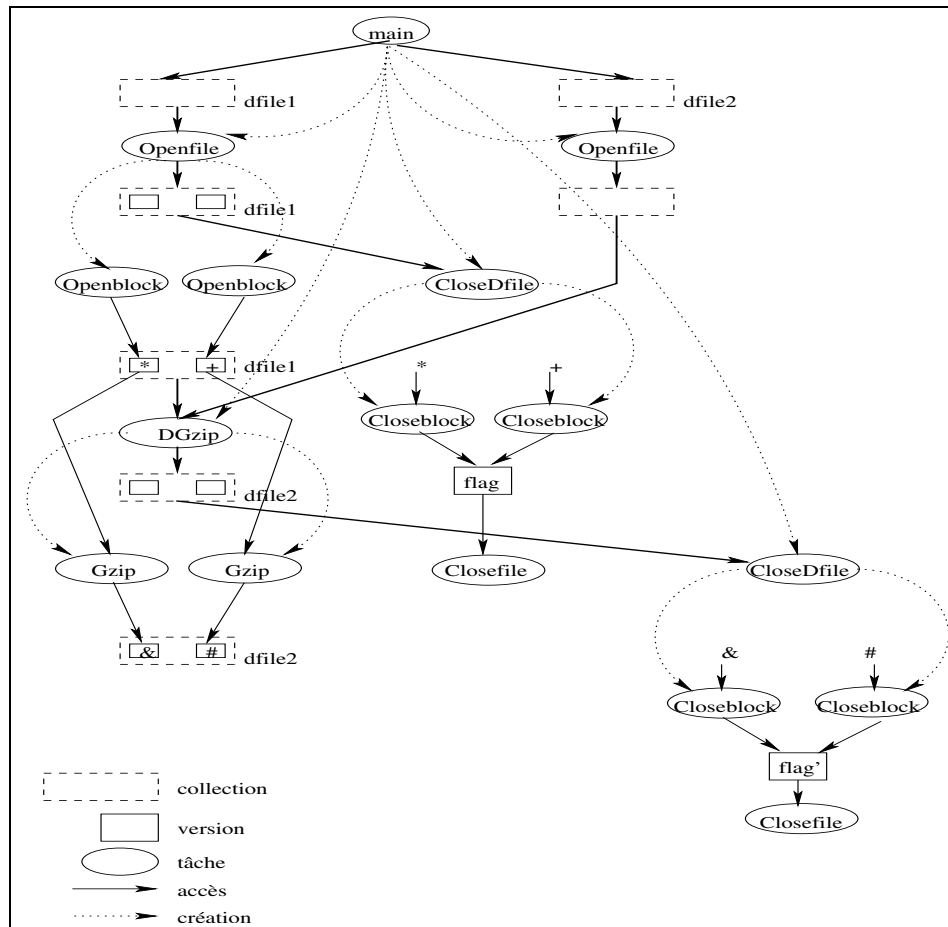 main
dfile1
dfile2
Openfile
Openfile
dfile1
Openblock
Openblock
CloseDfile
* + dfile1
* +
DGzip
Closeblock
Closeblock
flag
dfile2
Gzip
Gzip
Closefile
CloseDfile
& # dfile2
& #
Closeblock
Closeblock
flag'
Closefile
collection
version
tâche
accès
création